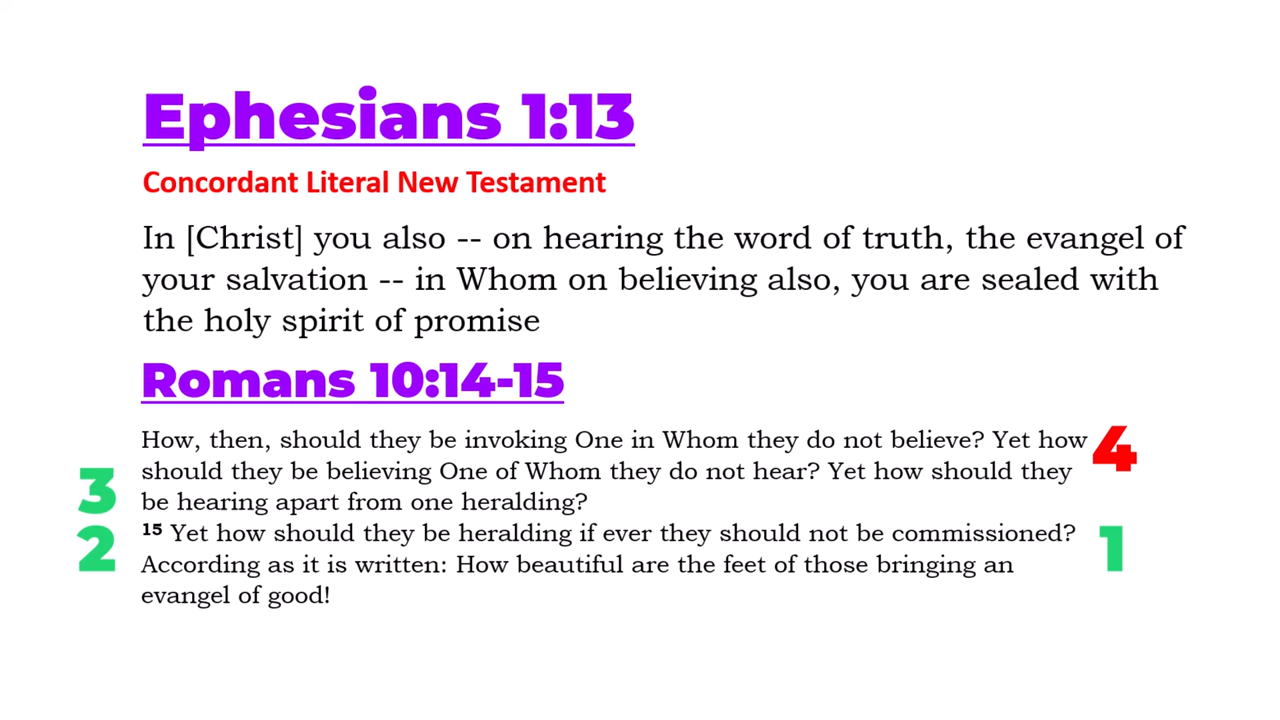 Ephesians 1:13
Concordant Literal New Testament
In [Christ] you also -- on hearing the word of truth, the evangel of
your salvation -- in Whom on believing also, you are sealed with
the holy spirit of promise
Romans 10:14-15
How, then, should they be invoking One in Whom they do not believe? Yet how 4
3 should they be believing One of Whom they do not hear? Yet how should they
be hearing apart from one heralding?
2 15 Yet how should they be heralding if ever they should not be commissioned? 1
According as it is written: How beautiful are the feet of those bringing an
evangel of good!